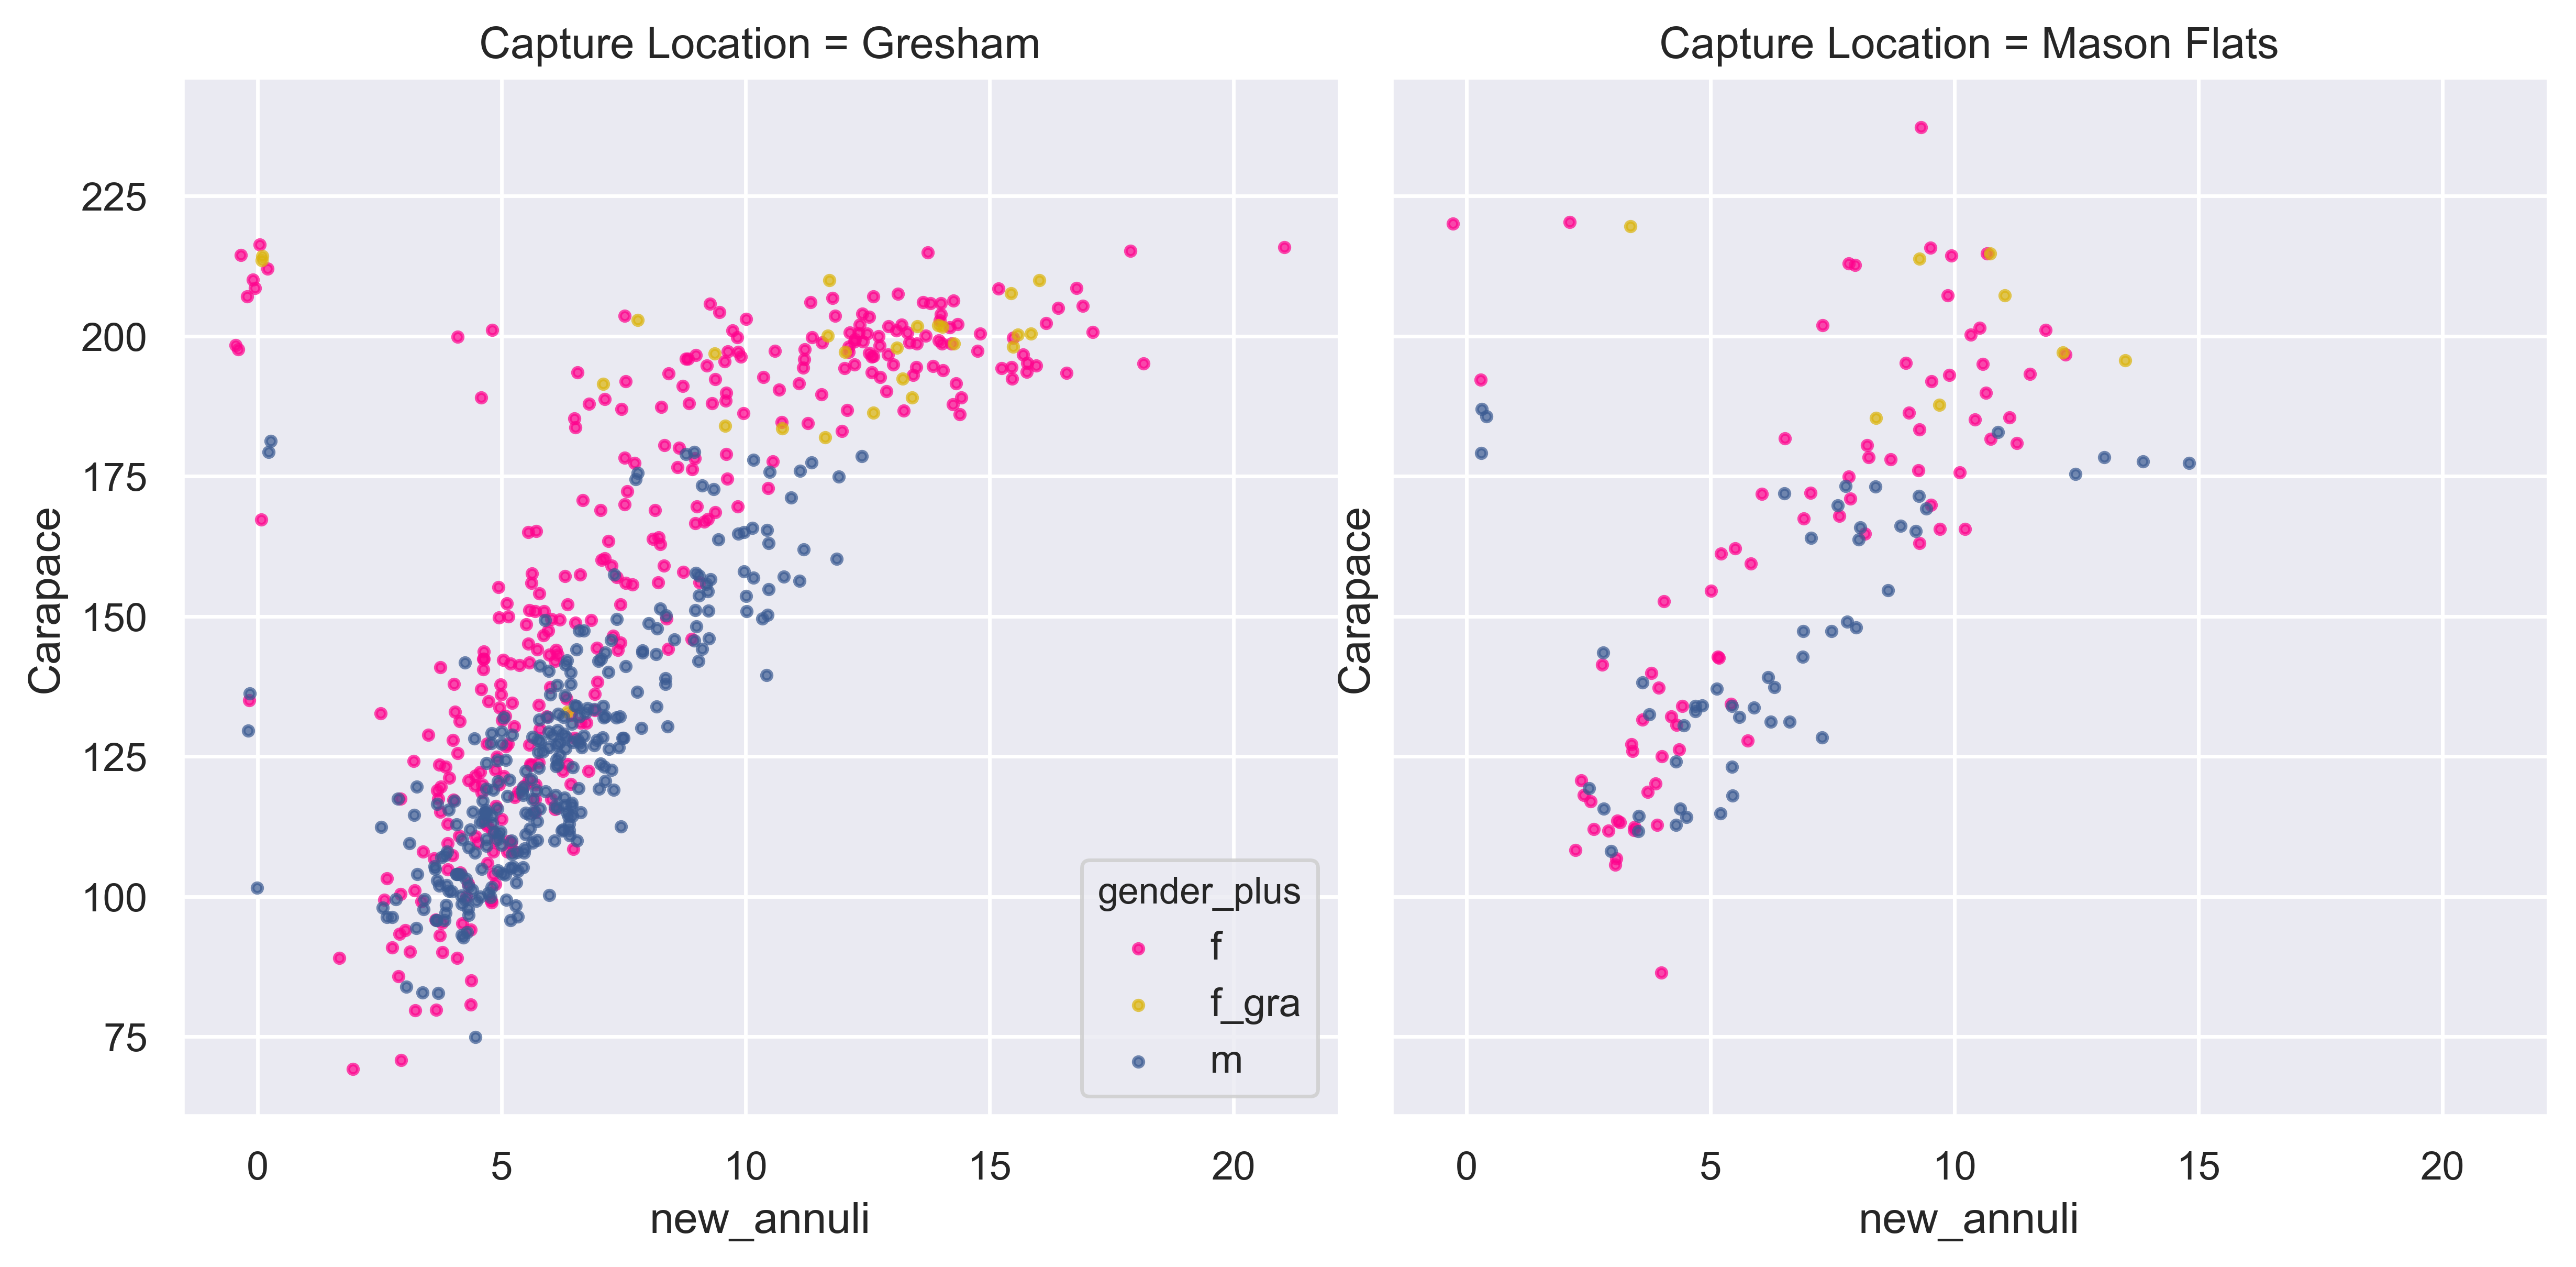 Capture Location = Gresham
Capture Location = Mason Flats
225
200
175
150
125
100
75
Carapace
Carapace
gender_plus
f
f_gra
m
0 5 10 15 20
0 5 10 15 20
new_annuli
new_annuli